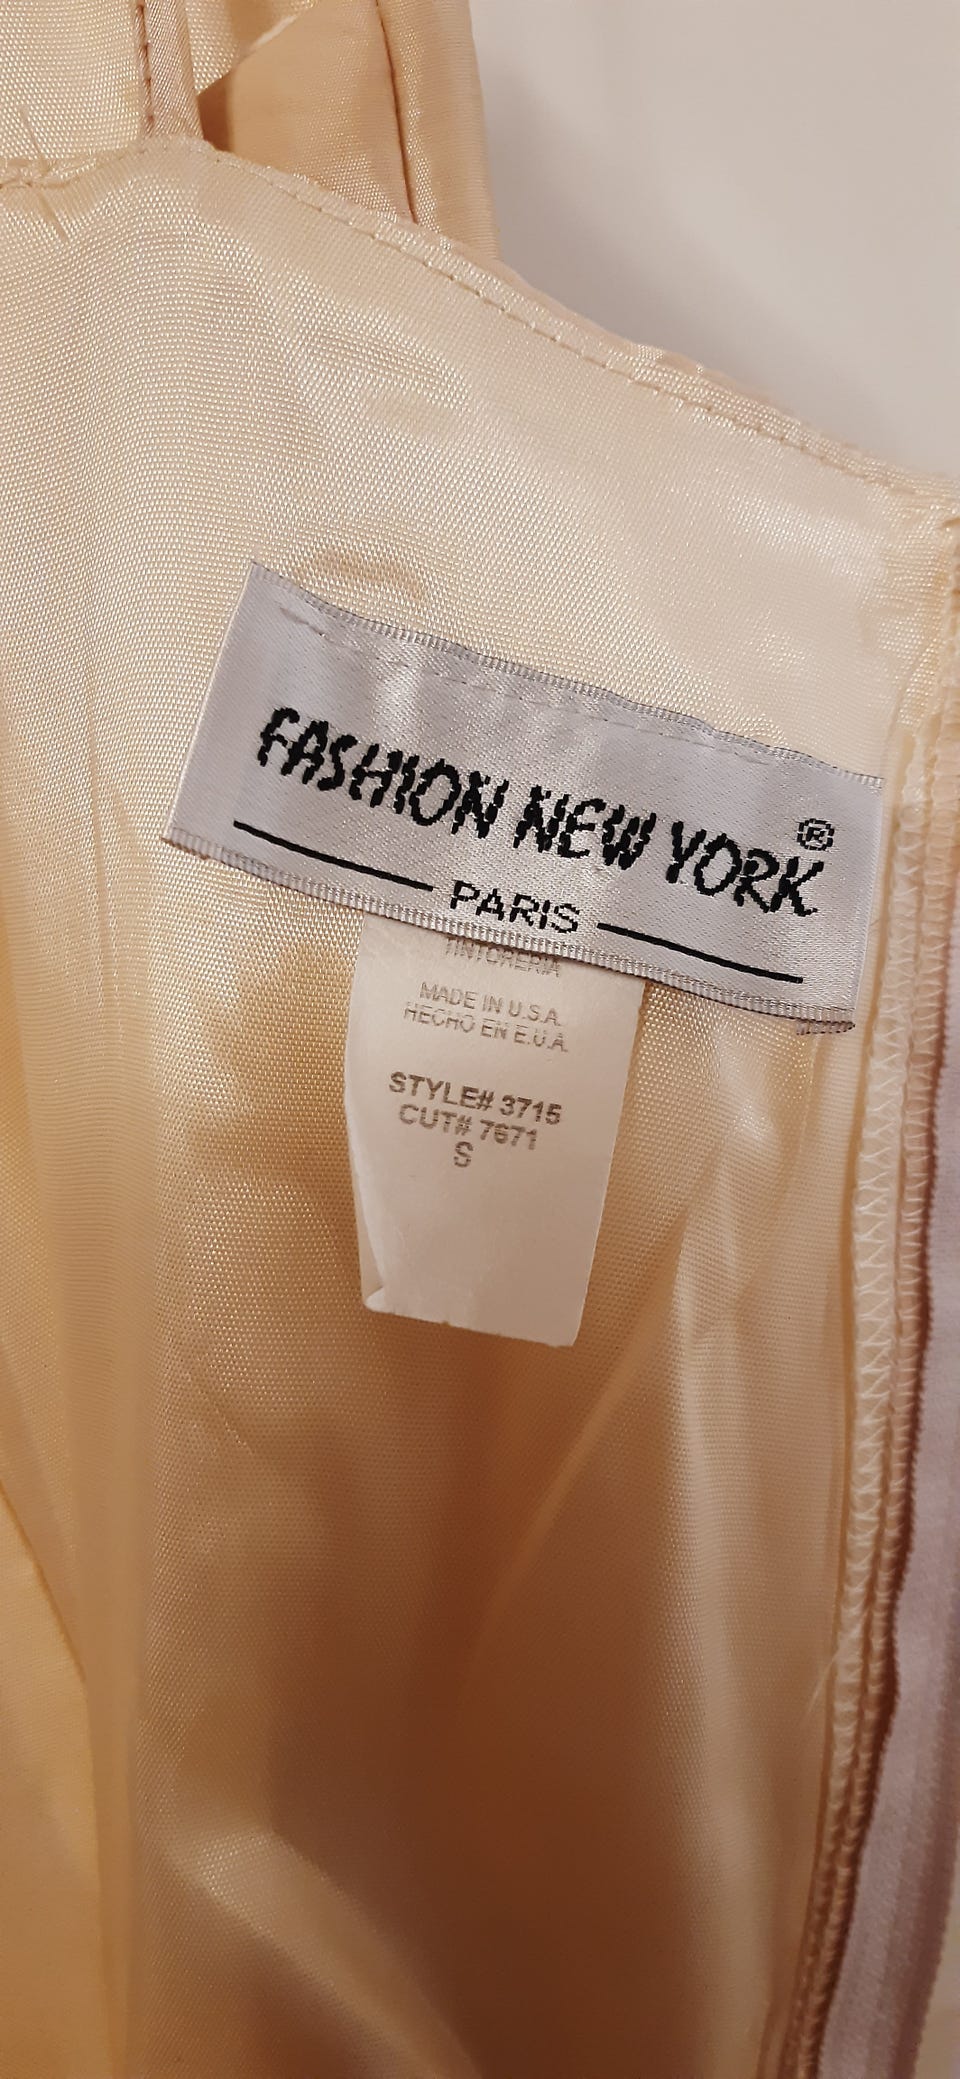 FASHION NEW YORK®
PARIS
TINTORERIA
MADE IN U.S.A.
HECHO EN E.U.A.
STYLE# 3715
CUT# 7671
S